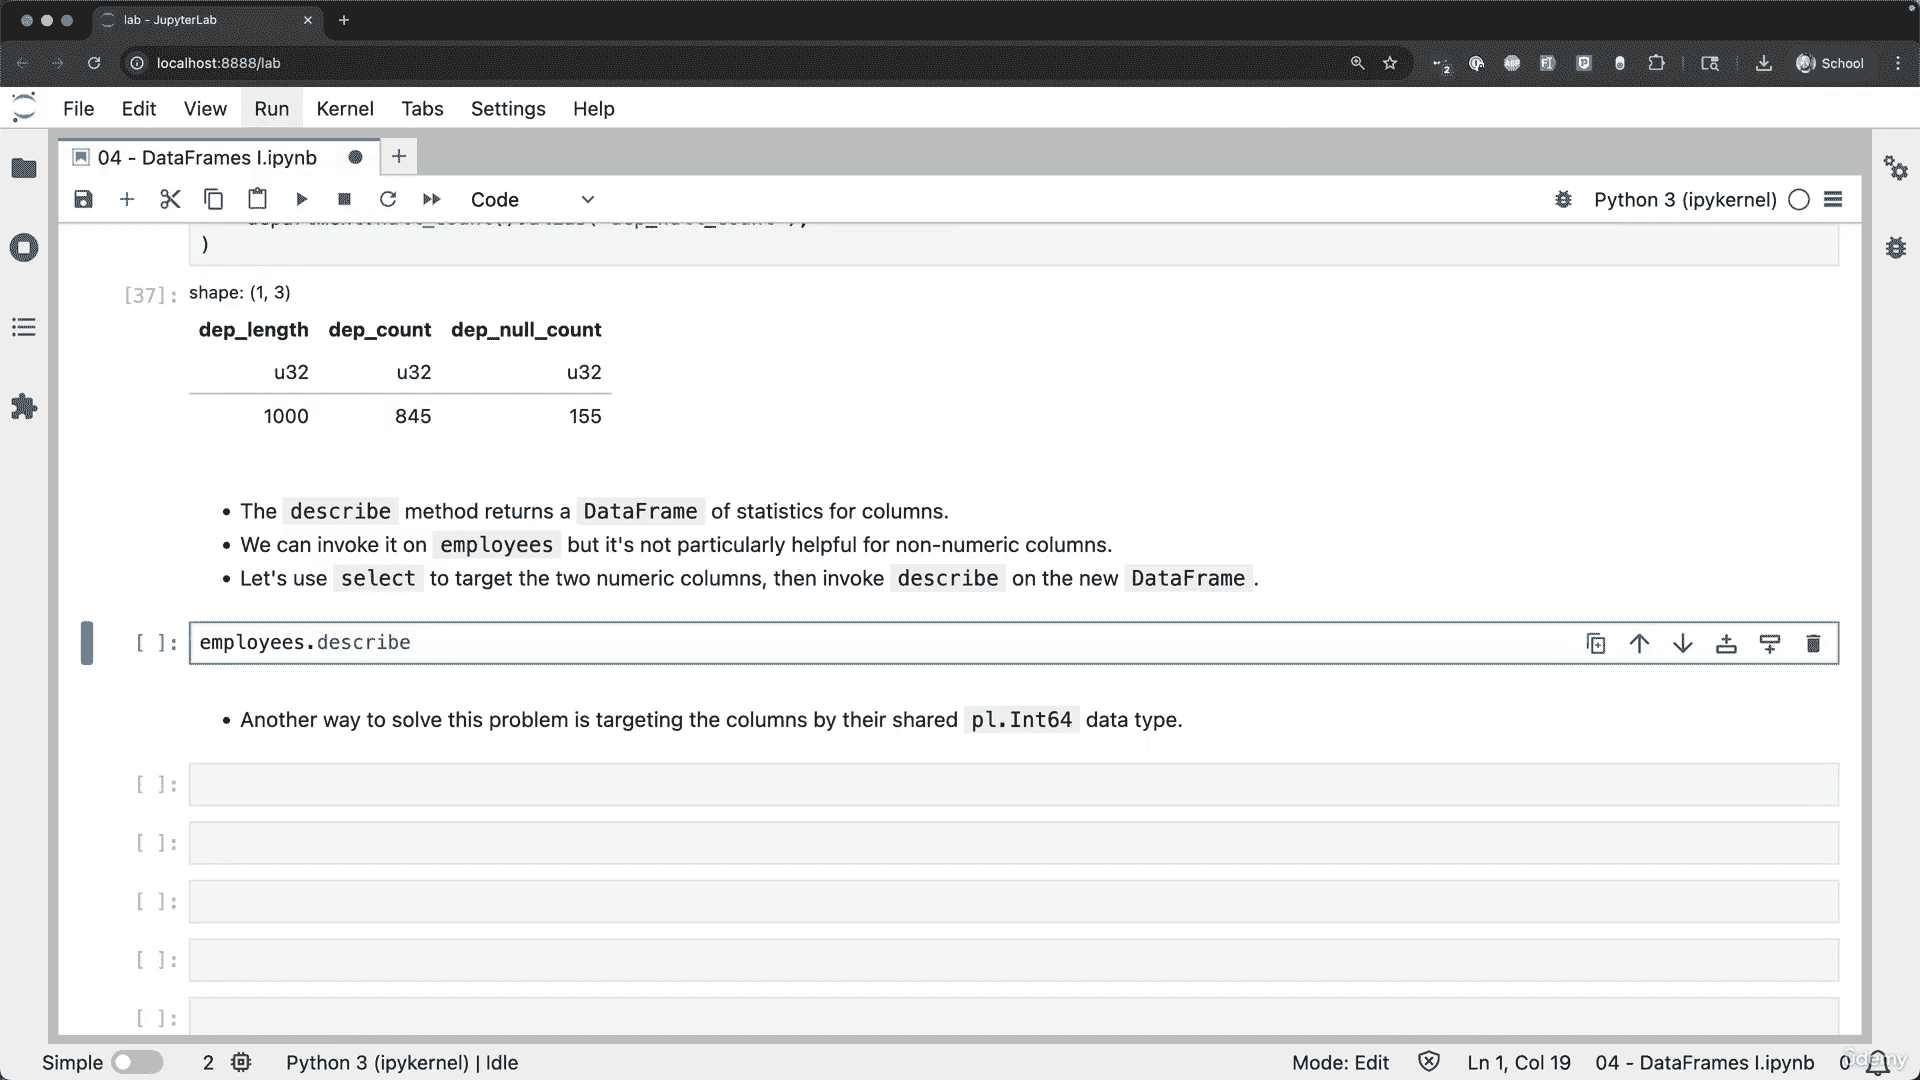 lab - JupyterLab
localhost:8888/lab
2
School
File Edit View Run Kernel Tabs Settings Help
04 - DataFrames I.ipynb
Code
Python 3 (ipykernel)
)
[37]: shape: (1, 3)
dep_length dep_count dep_null_count
u32 u32 u32
1000 845 155
• The describe method returns a DataFrame of statistics for columns.
• We can invoke it on employees but it's not particularly helpful for non-numeric columns.
• Let's use select to target the two numeric columns, then invoke describe on the new DataFrame.
[ ]: employees.describe
• Another way to solve this problem is targeting the columns by their shared pl.Int64 data type.
[ ]:
[ ]:
[ ]:
[ ]:
[ ]:
Simple 2 Python 3 (ipykernel) | Idle Mode: Edit Ln 1, Col 19 04 - DataFrames I.ipynb 0